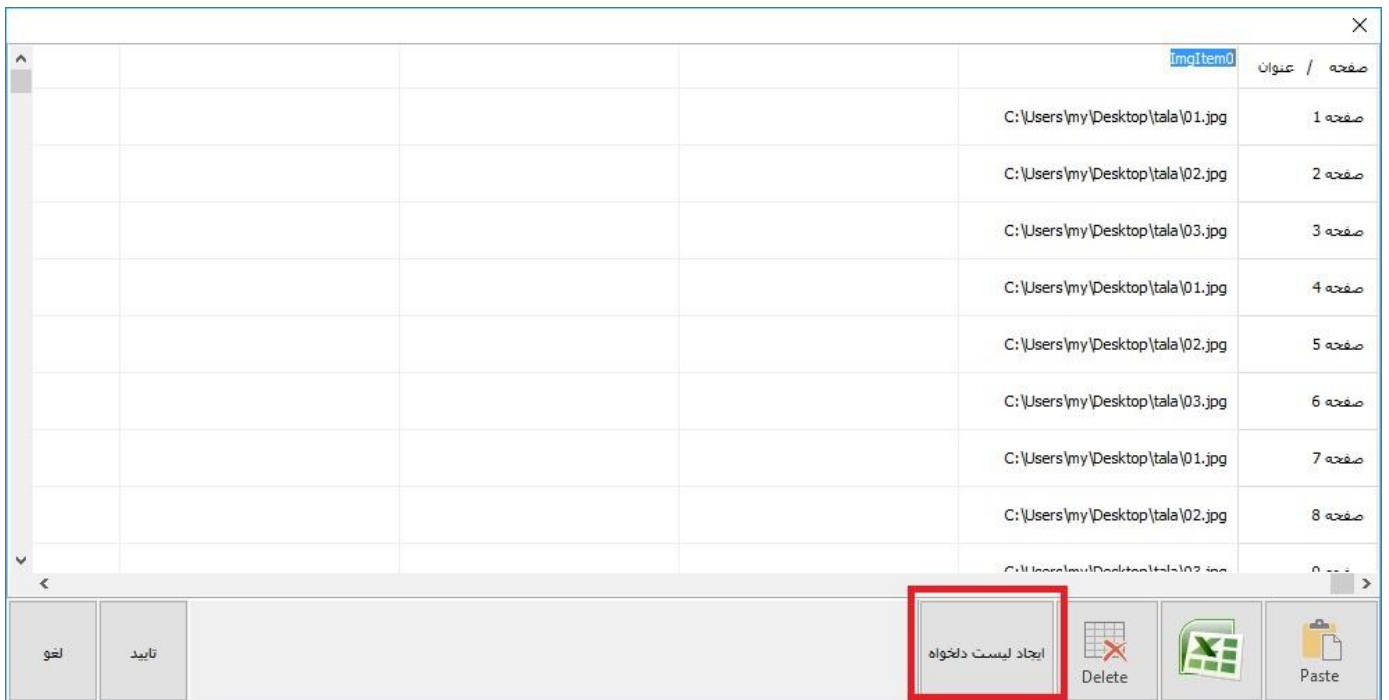 صفحه / عنوان ImgItem0
صفحه 1 C:\Users\my\Desktop\tala\01.jpg
صفحه 2 C:\Users\my\Desktop\tala\02.jpg
صفحه 3 C:\Users\my\Desktop\tala\03.jpg
صفحه 4 C:\Users\my\Desktop\tala\01.jpg
صفحه 5 C:\Users\my\Desktop\tala\02.jpg
صفحه 6 C:\Users\my\Desktop\tala\03.jpg
صفحه 7 C:\Users\my\Desktop\tala\01.jpg
صفحه 8 C:\Users\my\Desktop\tala\02.jpg
Paste Delete ایجاد لیست دلخواه تایید لغو